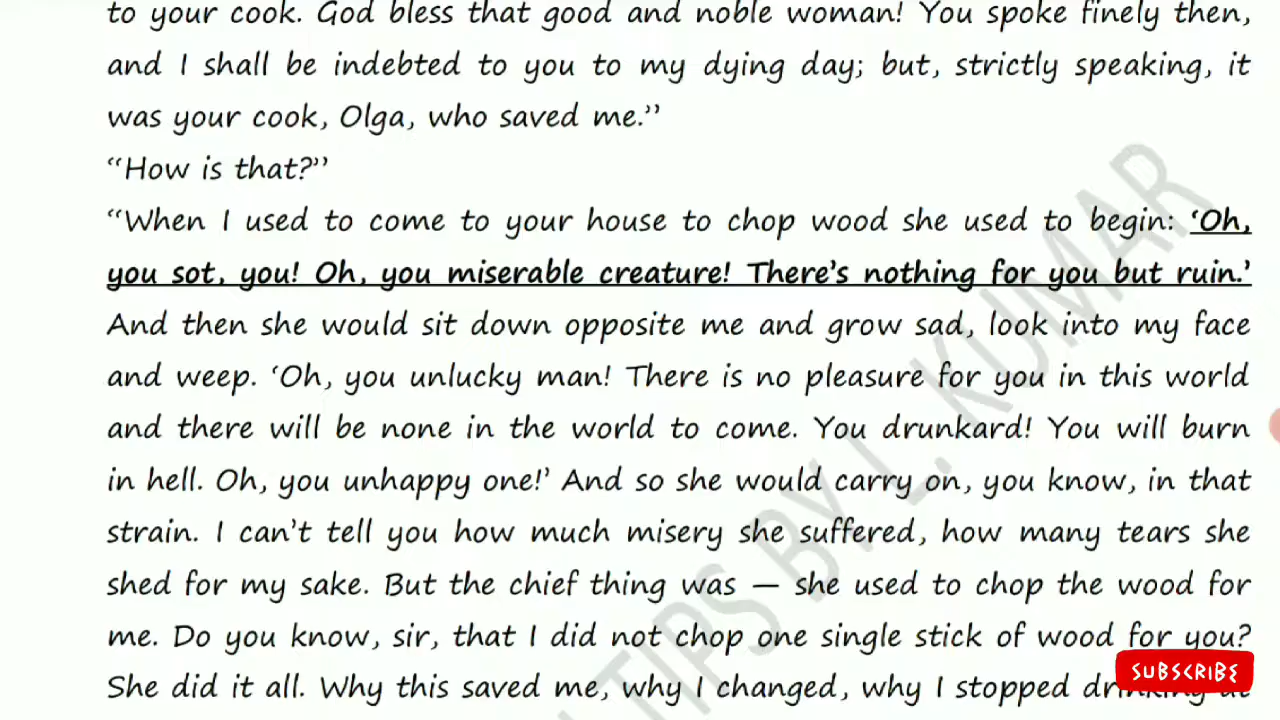 to your cook. God bless that good and noble woman! You spoke finely then,
and I shall be indebted to you to my dying day; but, strictly speaking, it
was your cook, Olga, who saved me.”
“How is that?”
“When I used to come to your house to chop wood she used to begin: ‘Oh,
you sot, you! Oh, you miserable creature! There’s nothing for you but ruin.’
And then she would sit down opposite me and grow sad, look into my face
and weep. ‘Oh, you unlucky man! There is no pleasure for you in this world
and there will be none in the world to come. You drunkard! You will burn
in hell. Oh, you unhappy one!’ And so she would carry on, you know, in that
strain. I can’t tell you how much misery she suffered, how many tears she
shed for my sake. But the chief thing was — she used to chop the wood for
me. Do you know, sir, that I did not chop one single stick of wood for you?
She did it all. Why this saved me, why I changed, why I stopped drinking at
SUBSCRIBE
TIPS BY L. KUMAR